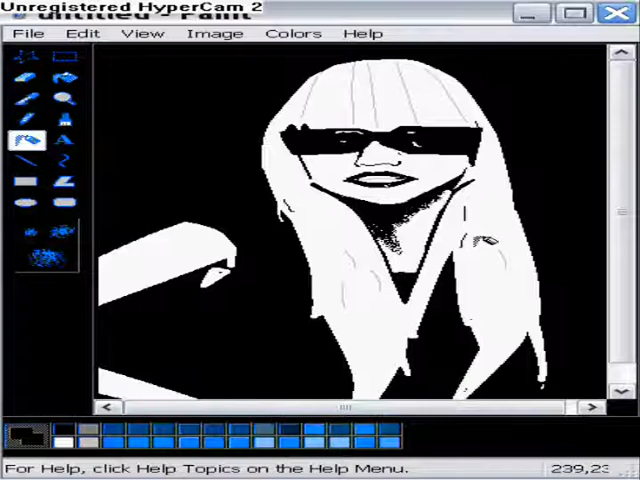 Unregistered HyperCam 2
untitled - Paint
File Edit View Image Colors Help
A
For Help, click Help Topics on the Help Menu.
239,23